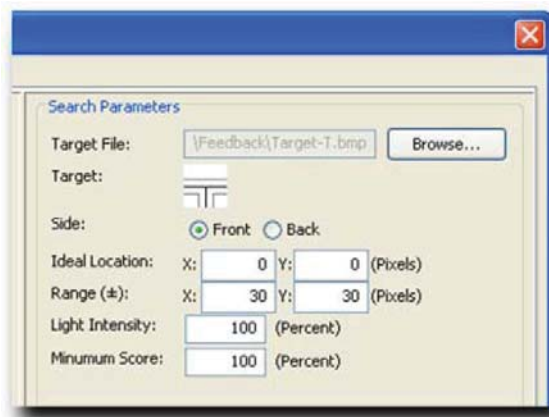 Search Parameters
Target File: \Feedback\Target-T.bmp Browse...
Target:
Side: Front Back
Ideal Location: X: 0 Y: 0 (Pixels)
Range (±): X: 30 Y: 30 (Pixels)
Light Intensity: 100 (Percent)
Minumum Score: 100 (Percent)